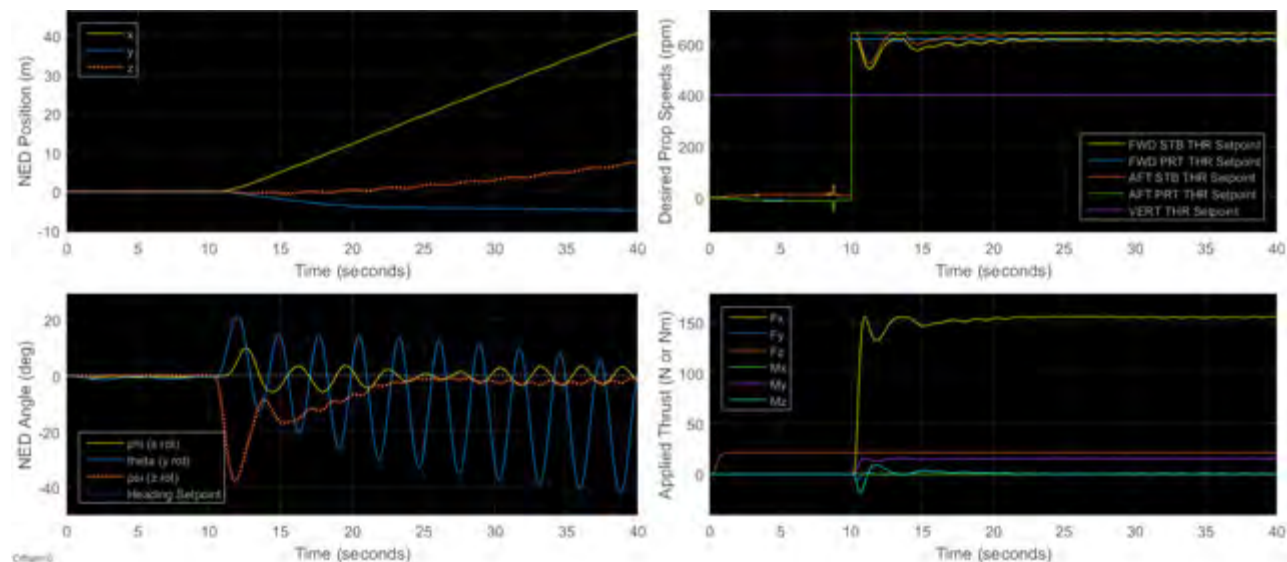 x
y
z
NED Position (m)
40
30
20
10
0
-10
0 5 10 15 20 25 30 35 40
Time (seconds)
FWD STB THR Setpoint
FWD PRT THR Setpoint
AFT STB THR Setpoint
AFT PRT THR Setpoint
VERT THR Setpoint
Desired Prop Speeds (rpm)
600
400
200
0
0 5 10 15 20 25 30 35 40
Time (seconds)
phi (x rot)
theta (y rot)
psi (z rot)
Heading Setpoint
NED Angle (deg)
20
0
-20
-40
0 5 10 15 20 25 30 35 40
Time (seconds)
Fx
Fy
Fz
Mx
My
Mz
Applied Thrust (N or Nm)
150
100
50
0
0 5 10 15 20 25 30 35 40
Time (seconds)